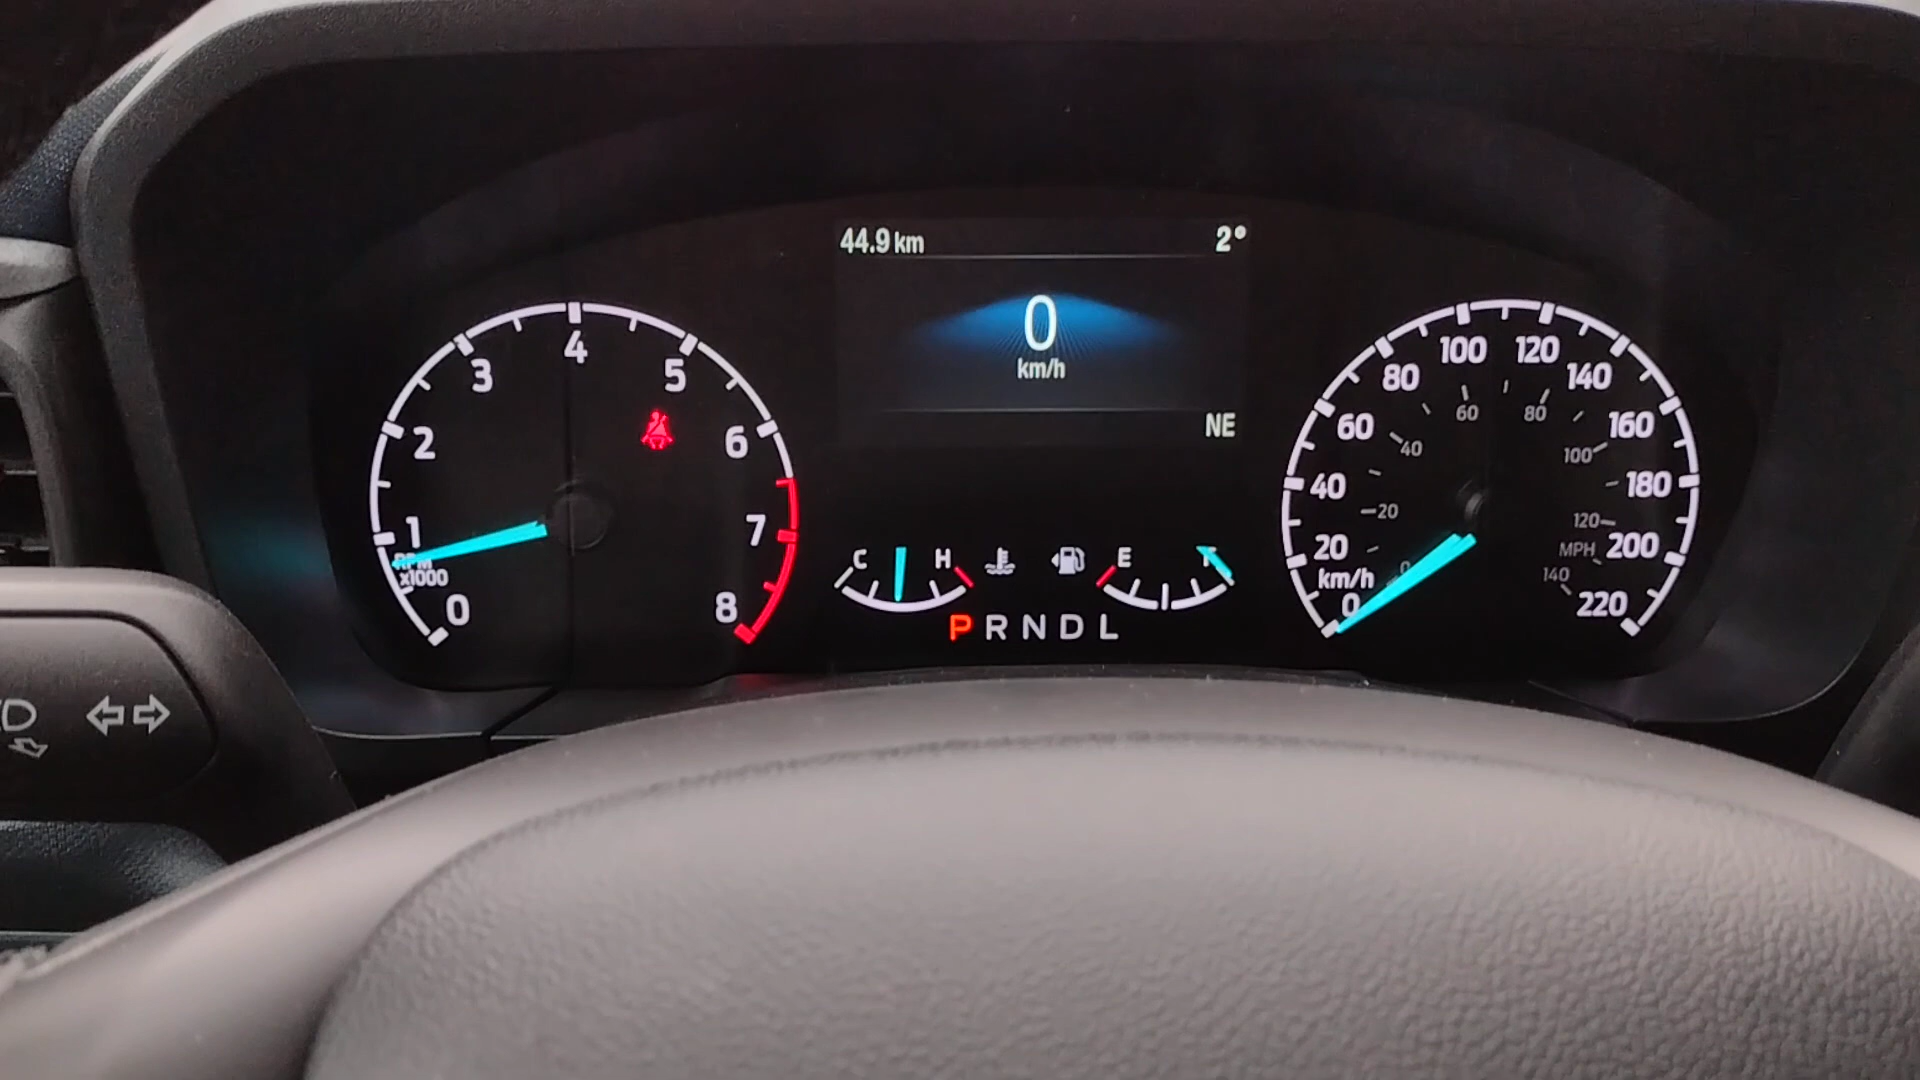 44.9 km 2°
0
km/h
NE
0 1 2 3 4 5 6 7 8
RPM
x1000
C H
E F
P R N D L
0 20 40 60 80 100 120 140 160 180 200 220
km/h
0 20 40 60 80 100 120 140
MPH